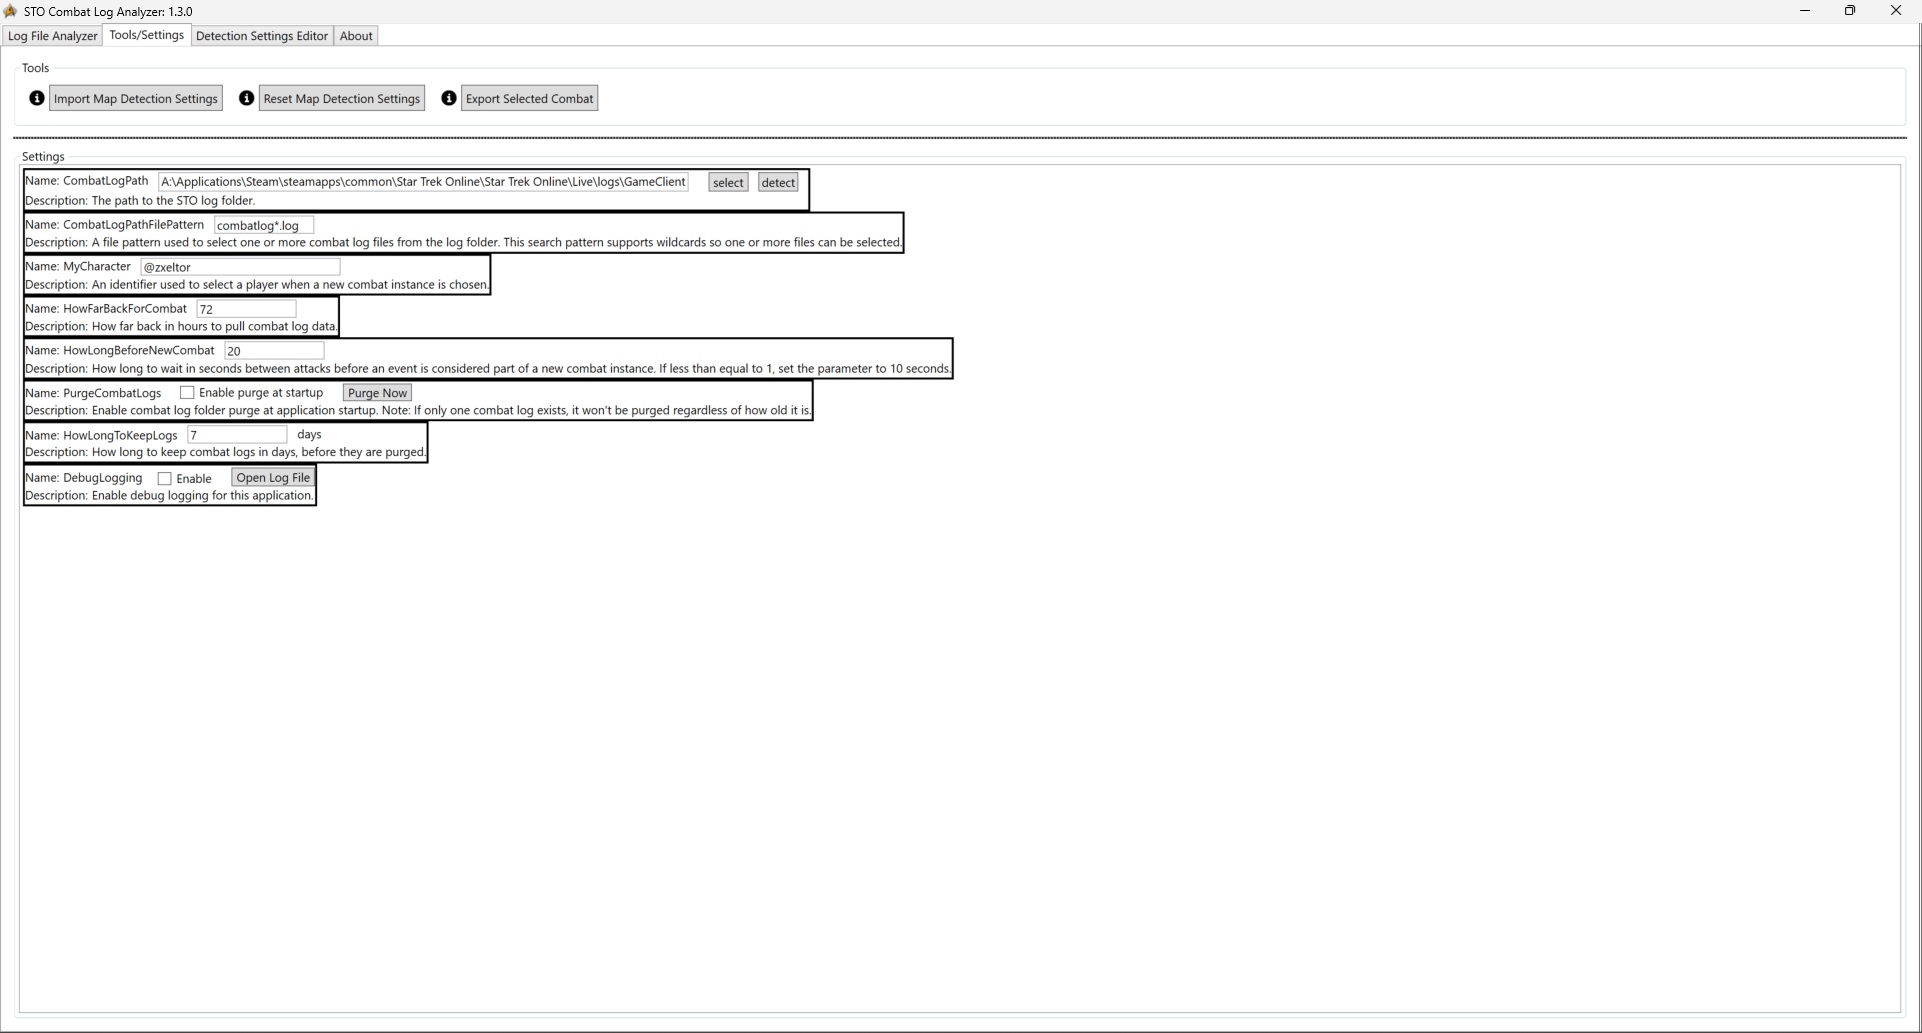 STO Combat Log Analyzer: 1.3.0
Log File Analyzer Tools/Settings Detection Settings Editor About
Tools
Import Map Detection Settings Reset Map Detection Settings Export Selected Combat
Settings
Name: CombatLogPath A:\Applications\Steam\steamapps\common\Star Trek Online\Star Trek Online\Live\logs\GameClient select detect
Description: The path to the STO log folder.
Name: CombatLogPathFilePattern combatlog*.log
Description: A file pattern used to select one or more combat log files from the log folder. This search pattern supports wildcards so one or more files can be selected.
Name: MyCharacter @zxeltor
Description: An identifier used to select a player when a new combat instance is chosen.
Name: HowFarBackForCombat 72
Description: How far back in hours to pull combat log data.
Name: HowLongBeforeNewCombat 20
Description: How long to wait in seconds between attacks before an event is considered part of a new combat instance. If less than equal to 1, set the parameter to 10 seconds.
Name: PurgeCombatLogs Enable purge at startup Purge Now
Description: Enable combat log folder purge at application startup. Note: If only one combat log exists, it won't be purged regardless of how old it is.
Name: HowLongToKeepLogs 7 days
Description: How long to keep combat logs in days, before they are purged.
Name: DebugLogging Enable Open Log File
Description: Enable debug logging for this application.